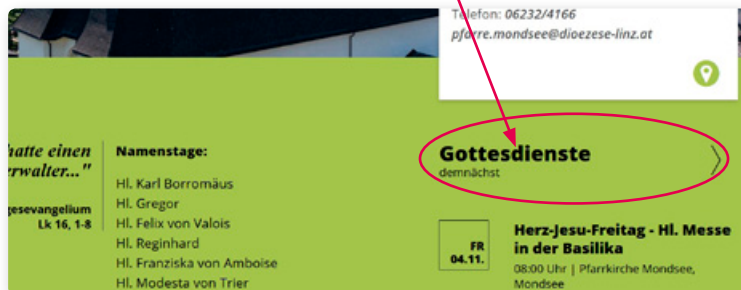 Telefon: 06232/4166
pfarre.mondsee@dioezese-linz.at
hatte einen
erwalter..."
gesevangelium
Lk 16, 1-8
Namenstage:
Hl. Karl Borromäus
Hl. Gregor
Hl. Felix von Valois
Hl. Reginhard
Hl. Franziska von Amboise
Hl. Modesta von Trier
Gottesdienste
demnächst
FR
04.11.
Herz-Jesu-Freitag - Hl. Messe
in der Basilika
08:00 Uhr | Pfarrkirche Mondsee,
Mondsee